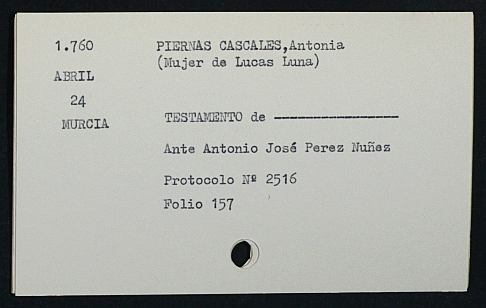 1.760 PIERNAS CASCALES,Antonia
(Mujer de Lucas Luna)
ABRIL
24
MURCIA
TESTAMENTO de ----------------
Ante Antonio José Perez Nuñez
Protocolo Nº 2516
Folio 157